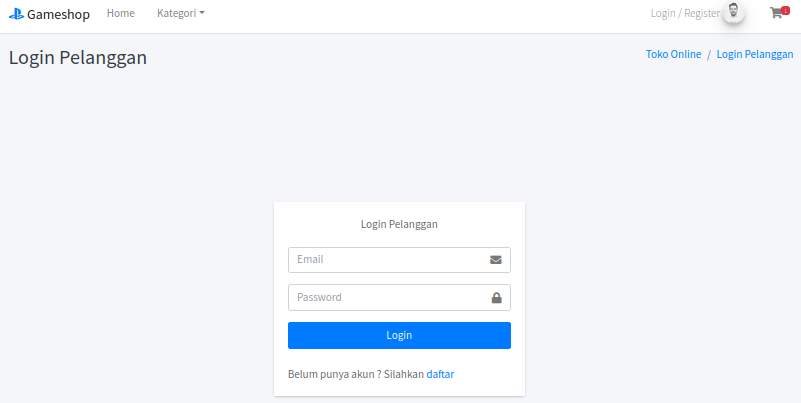 Gameshop Home Kategori Login / Register 1
Login Pelanggan Toko Online / Login Pelanggan
Login Pelanggan
Email
Password
Login
Belum punya akun ? Silahkan daftar